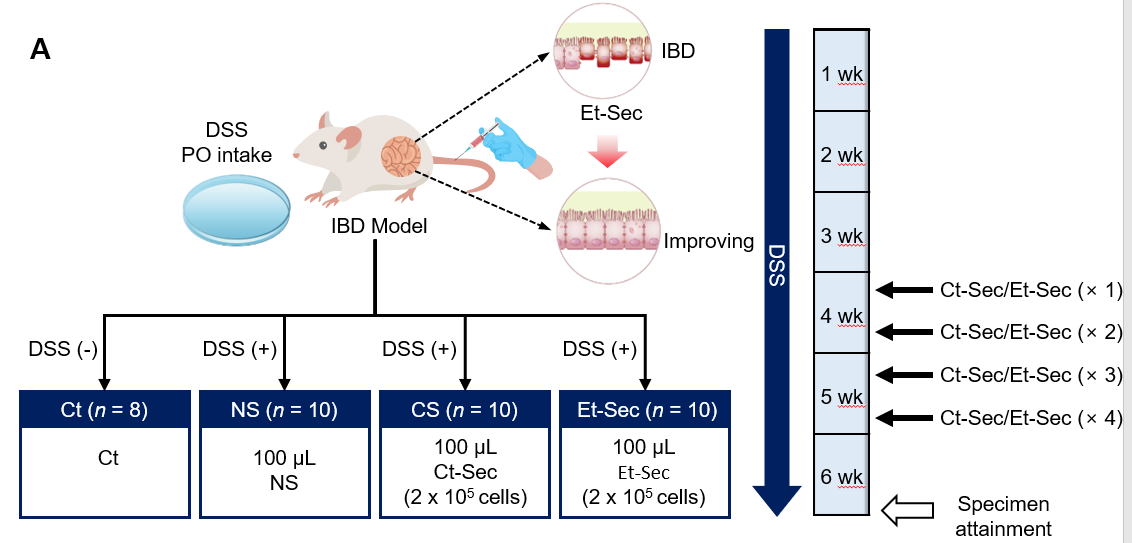 A
DSS
PO intake
IBD Model
IBD
Et-Sec
Improving
DSS (-)
DSS (+)
DSS (+)
DSS (+)
Ct (n = 8)
Ct
NS (n = 10)
100 µL
NS
CS (n = 10)
100 µL
Ct-Sec
(2 x 10⁵ cells)
Et-Sec (n = 10)
100 µL
Et-Sec
(2 x 10⁵ cells)
DSS
1 wk
2 wk
3 wk
4 wk
5 wk
6 wk
Ct-Sec/Et-Sec (× 1)
Ct-Sec/Et-Sec (× 2)
Ct-Sec/Et-Sec (× 3)
Ct-Sec/Et-Sec (× 4)
Specimen
attainment